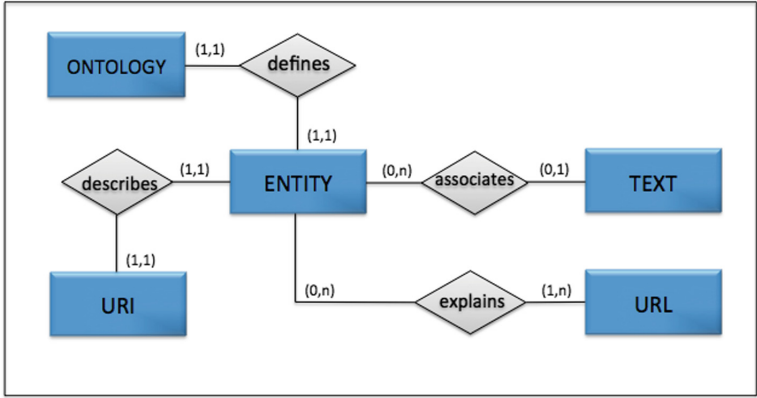 ONTOLOGY
(1,1)
defines
(1,1)
describes
(1,1)
ENTITY
(0,n)
associates
(0,1)
TEXT
(1,1)
URI
(0,n)
explains
(1,n)
URL